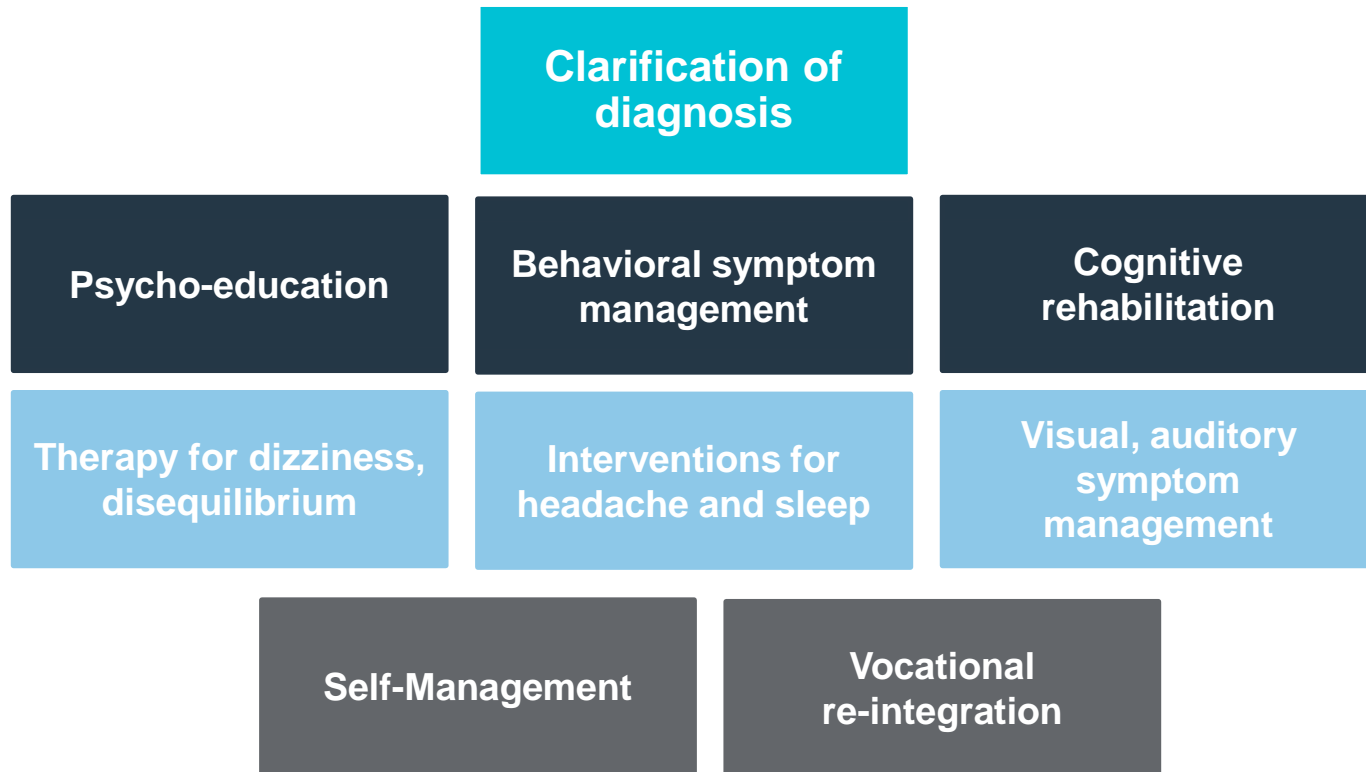 Clarification of
diagnosis
Psycho-education
Behavioral symptom
management
Cognitive
rehabilitation
Therapy for dizziness,
disequilibrium
Interventions for
headache and sleep
Visual, auditory
symptom
management
Self-Management
Vocational
re-integration